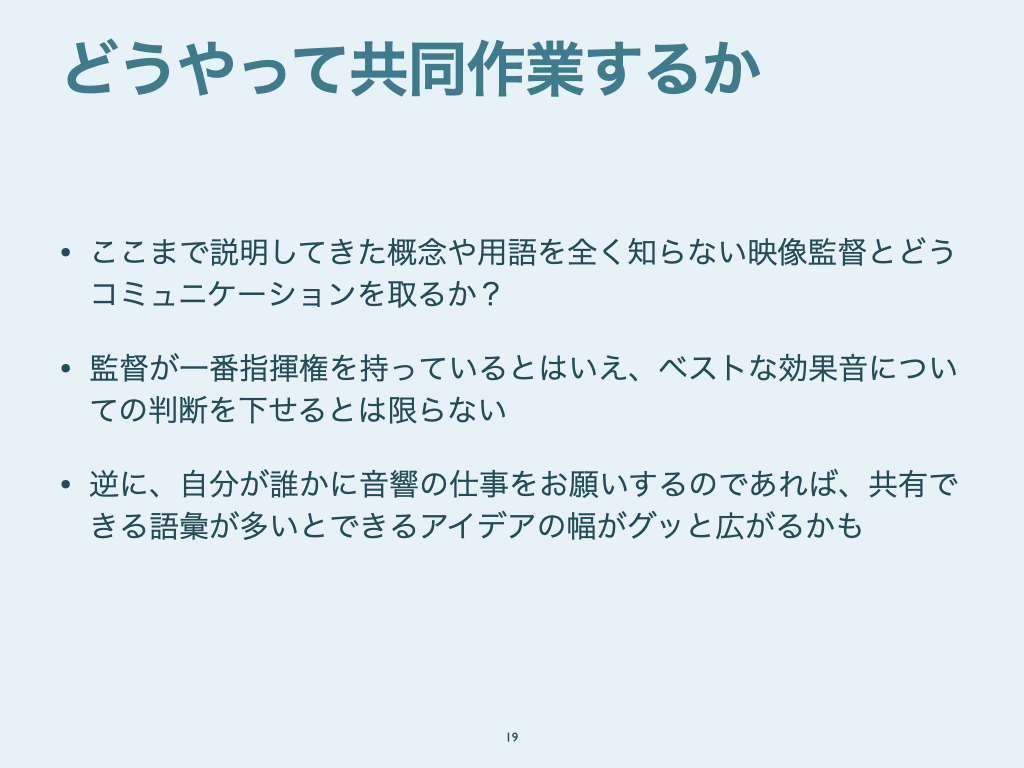 どうやって共同作業するか
• ここまで説明してきた概念や用語を全く知らない映像監督とどう
コミュニケーションを取るか？
• 監督が一番指揮権を持っているとはいえ、ベストな効果音につい
ての判断を下せるとは限らない
• 逆に、自分が誰かに音響の仕事をお願いするのであれば、共有で
きる語彙が多いとできるアイデアの幅がグッと広がるかも
19